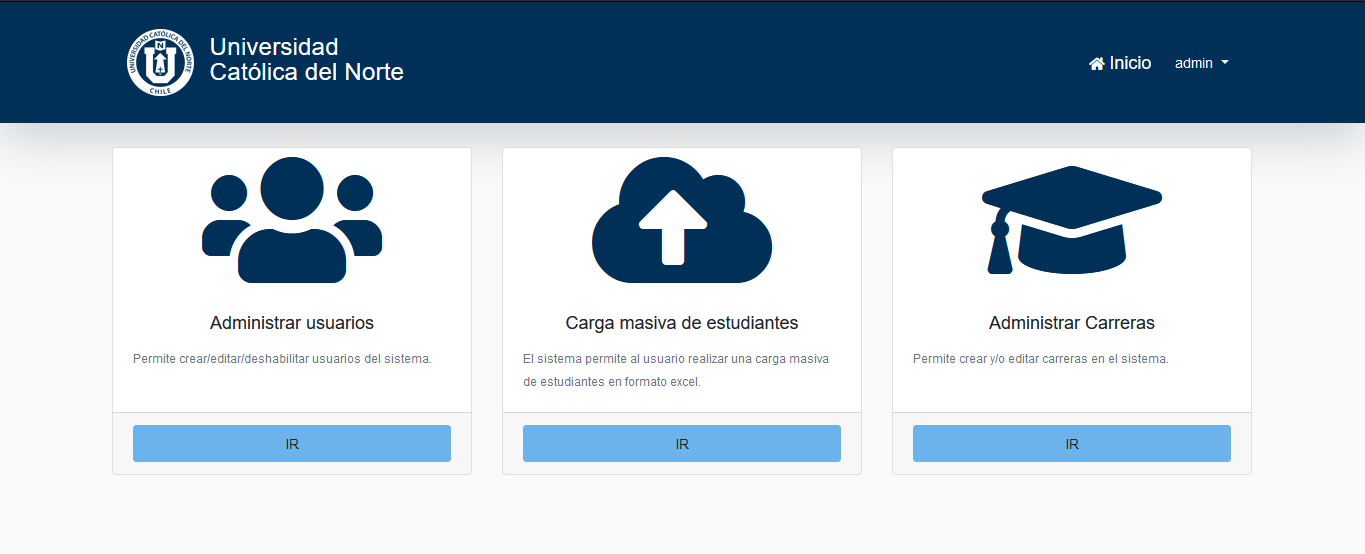 UNIVERSIDAD CATÓLICA DEL NORTE
N
CHILE
Universidad
Católica del Norte
Inicio
admin
Administrar usuarios
Permite crear/editar/deshabilitar usuarios del sistema.
IR
Carga masiva de estudiantes
El sistema permite al usuario realizar una carga masiva
de estudiantes en formato excel.
IR
Administrar Carreras
Permite crear y/o editar carreras en el sistema.
IR